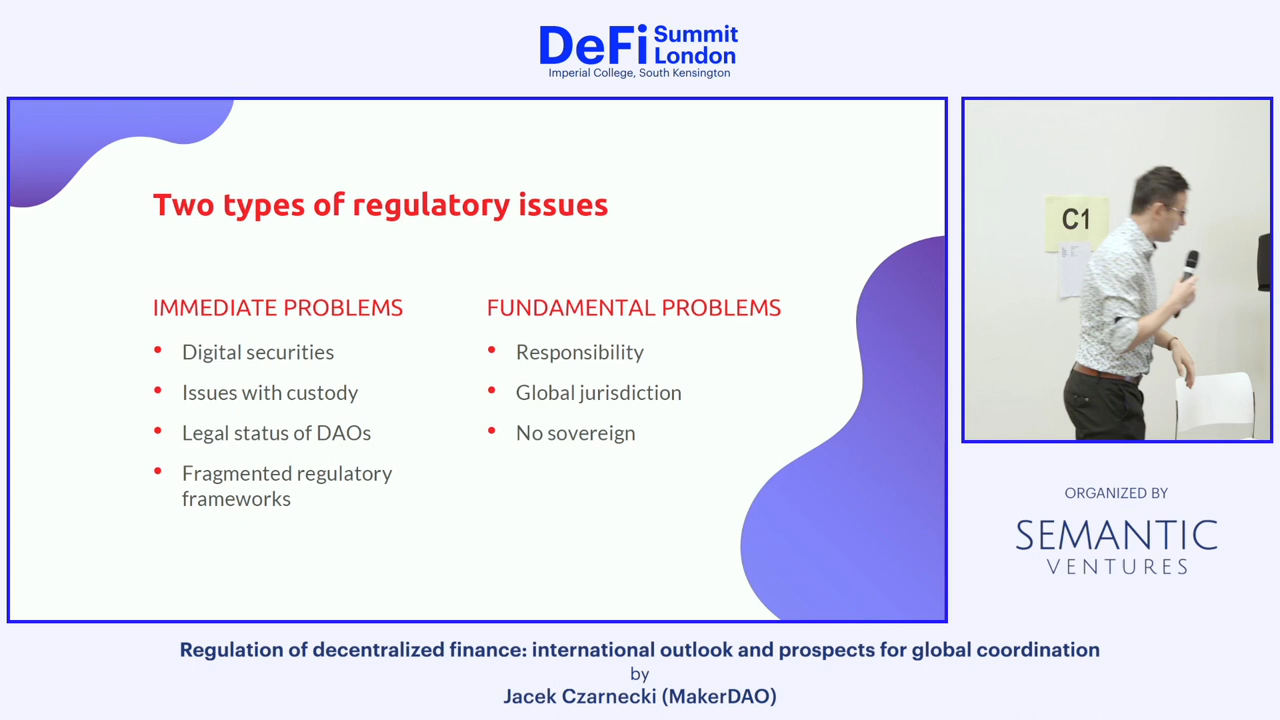 DeFi Summit
London
Imperial College, South Kensington
Two types of regulatory issues
IMMEDIATE PROBLEMS
Digital securities
Issues with custody
Legal status of DAOs
Fragmented regulatory
frameworks
FUNDAMENTAL PROBLEMS
Responsibility
Global jurisdiction
No sovereign
C1
ORGANIZED BY
SEMANTIC
VENTURES
Regulation of decentralized finance: international outlook and prospects for global coordination
by
Jacek Czarnecki (MakerDAO)